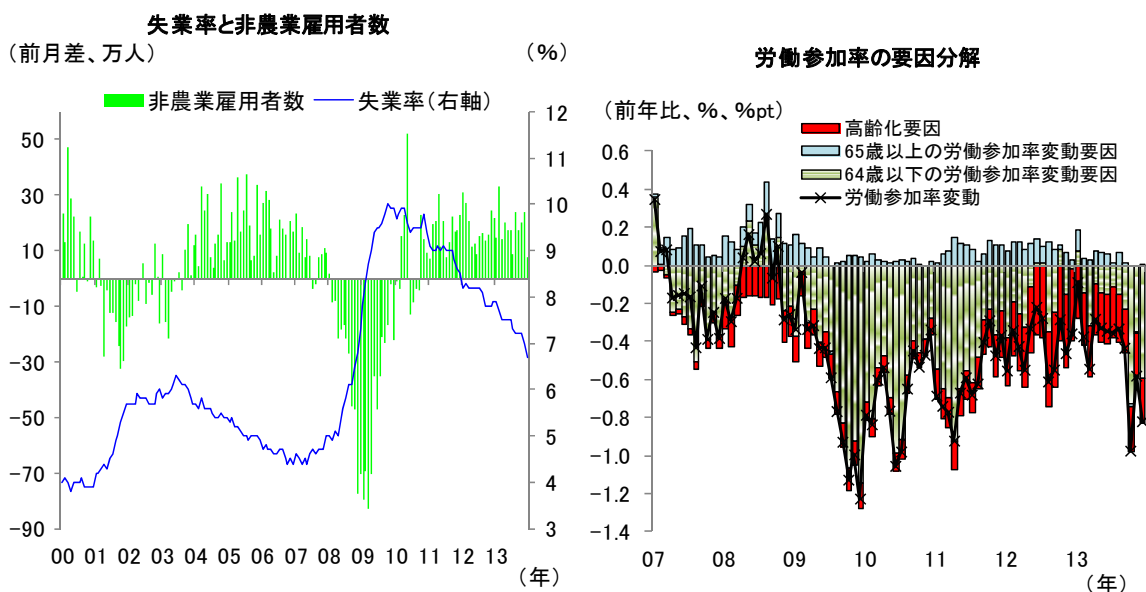 失業率と非農業雇用者数
（前月差、万人）
（%）
非農業雇用者数
失業率（右軸）
50
30
10
−10
−30
−50
−70
−90
12
11
10
9
8
7
6
5
4
3
00 01 02 03 04 05 06 07 08 09 10 11 12 13
（年）
労働参加率の要因分解
（前年比、%、%pt）
高齢化要因
65歳以上の労働参加率変動要因
64歳以下の労働参加率変動要因
労働参加率変動
0.6
0.4
0.2
0.0
−0.2
−0.4
−0.6
−0.8
−1.0
−1.2
−1.4
07 08 09 10 11 12 13
（年）